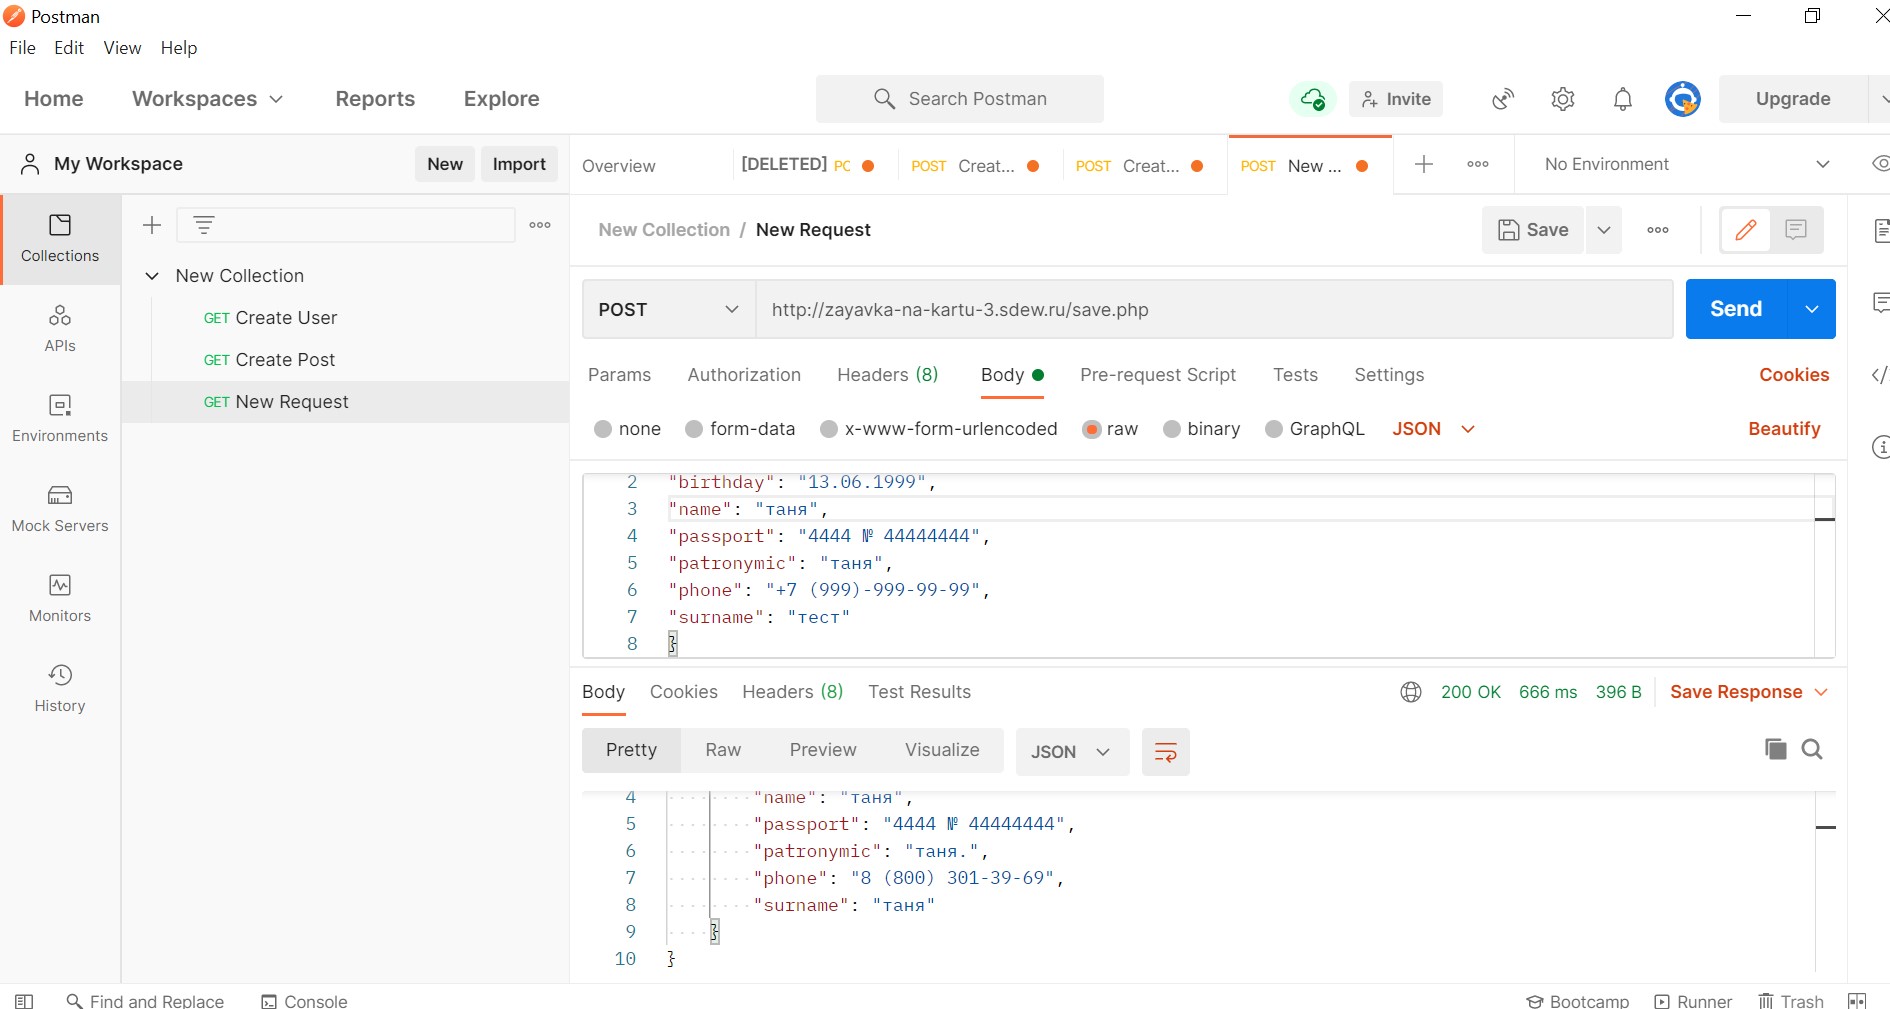 Postman
File Edit View Help
Home Workspaces Reports Explore Search Postman Invite Upgrade
My Workspace New Import
Overview [DELETED] PC POST Creat... POST Creat... POST New ... No Environment
Collections
APIs
Environments
Mock Servers
Monitors
History
New Collection
GET Create User
GET Create Post
GET New Request
New Collection / New Request Save
POST http://zayavka-na-kartu-3.sdew.ru/save.php Send
Params Authorization Headers (8) Body Pre-request Script Tests Settings Cookies
none form-data x-www-form-urlencoded raw binary GraphQL JSON Beautify
2 "birthday": "13.06.1999",
3 "name": "таня",
4 "passport": "4444 № 44444444",
5 "patronymic": "таня",
6 "phone": "+7 (999)-999-99-99",
7 "surname": "тест"
8 }
Body Cookies Headers (8) Test Results 200 OK 666 ms 396 B Save Response
Pretty Raw Preview Visualize JSON
4 "name": "таня",
5 "passport": "4444 № 44444444",
6 "patronymic": "таня.",
7 "phone": "8 (800) 301-39-69",
8 "surname": "таня"
9 }
10 }
Find and Replace Console Bootcamp Runner Trash